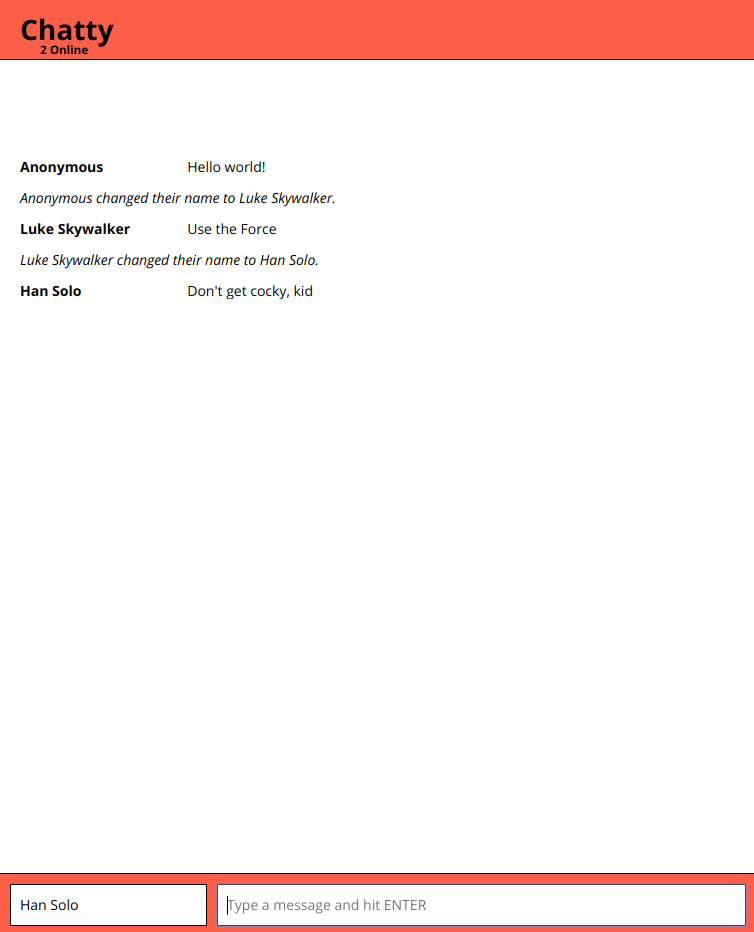 Chatty
2 Online
Anonymous Hello world!
Anonymous changed their name to Luke Skywalker.
Luke Skywalker Use the Force
Luke Skywalker changed their name to Han Solo.
Han Solo Don't get cocky, kid
Han Solo Type a message and hit ENTER